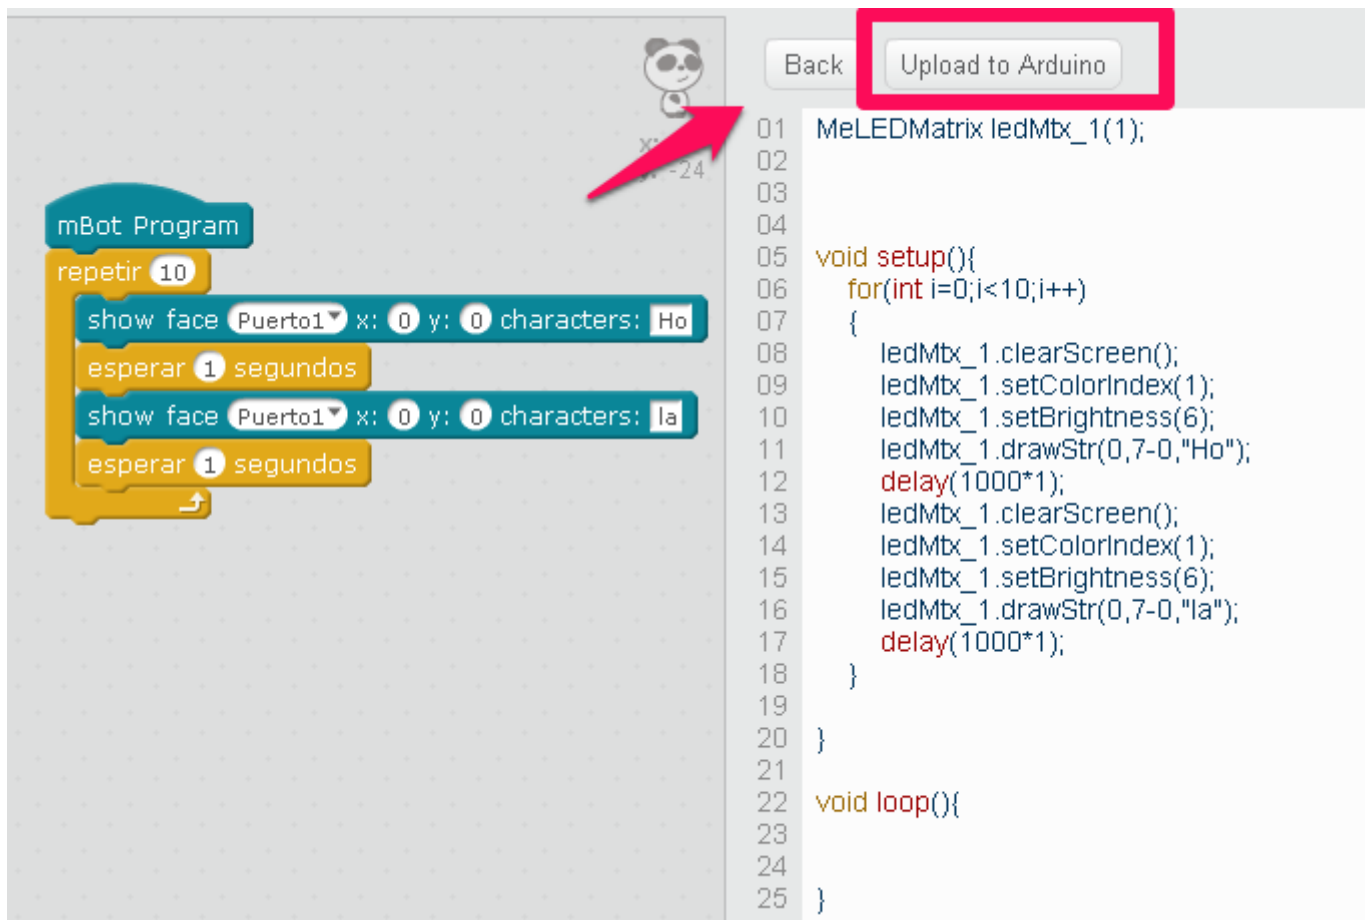 x:
y: -24
mBot Program
repetir 10
show face Puerto1 x: 0 y: 0 characters: Ho
esperar 1 segundos
show face Puerto1 x: 0 y: 0 characters: la
esperar 1 segundos
Back Upload to Arduino
01 MeLEDMatrix ledMtx_1(1);
02
03
04
05 void setup(){
06 for(int i=0;i<10;i++)
07 {
08 ledMtx_1.clearScreen();
09 ledMtx_1.setColorIndex(1);
10 ledMtx_1.setBrightness(6);
11 ledMtx_1.drawStr(0,7-0,"Ho");
12 delay(1000*1);
13 ledMtx_1.clearScreen();
14 ledMtx_1.setColorIndex(1);
15 ledMtx_1.setBrightness(6);
16 ledMtx_1.drawStr(0,7-0,"la");
17 delay(1000*1);
18 }
19
20 }
21
22 void loop(){
23
24
25 }